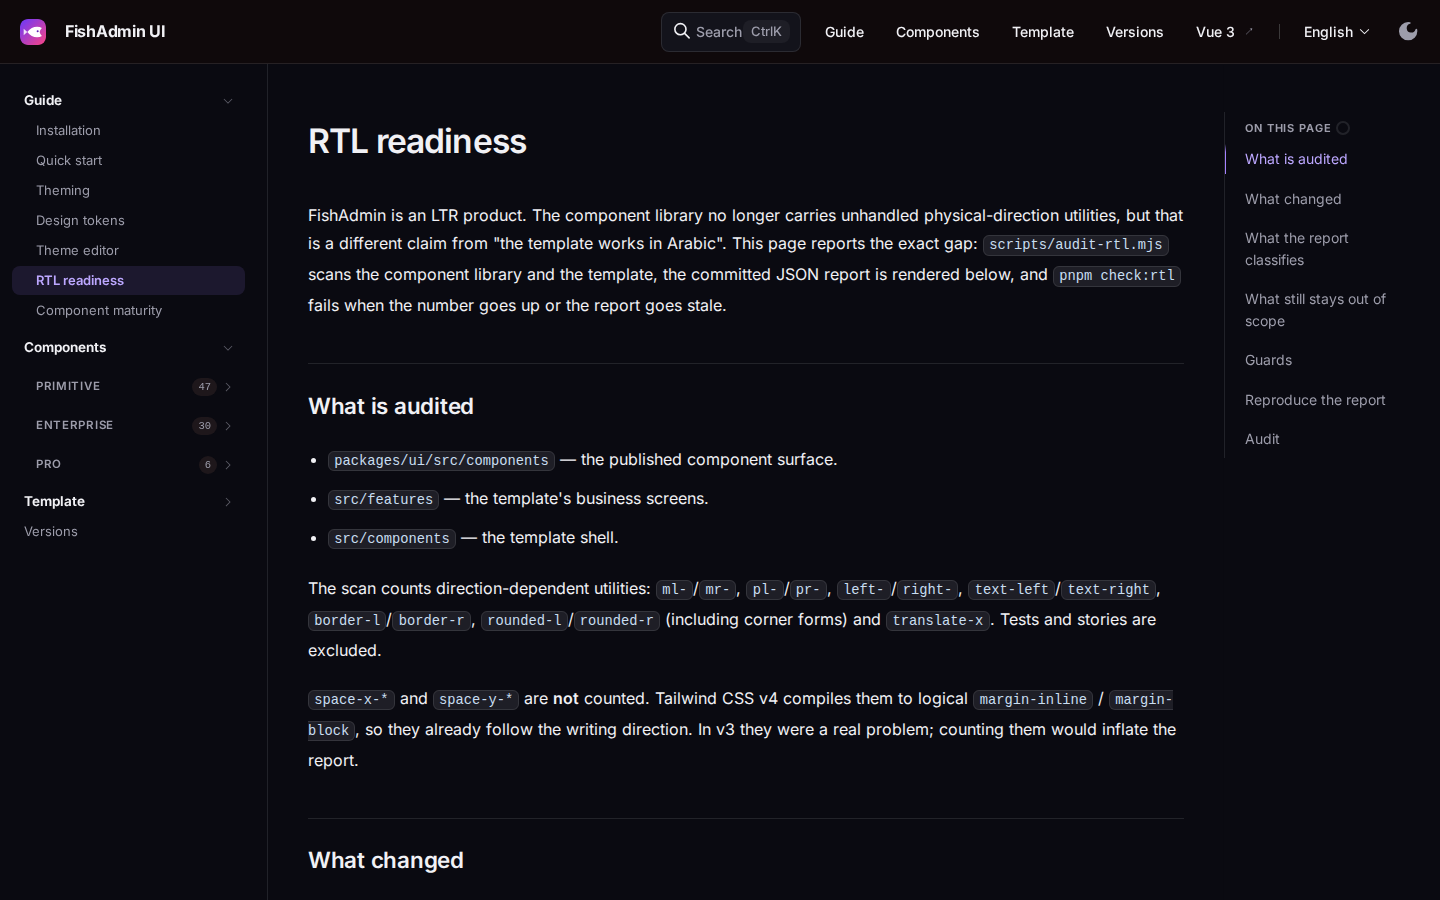 FishAdmin UI
Search CtrlK
Guide
Components
Template
Versions
Vue 3
English
Guide
Installation
Quick start
Theming
Design tokens
Theme editor
RTL readiness
Component maturity
Components
PRIMITIVE 47
ENTERPRISE 30
PRO 6
Template
Versions
RTL readiness
FishAdmin is an LTR product. The component library no longer carries unhandled physical-direction utilities, but that
is a different claim from "the template works in Arabic". This page reports the exact gap: scripts/audit-rtl.mjs
scans the component library and the template, the committed JSON report is rendered below, and pnpm check:rtl
fails when the number goes up or the report goes stale.
What is audited
• packages/ui/src/components — the published component surface.
• src/features — the template's business screens.
• src/components — the template shell.
The scan counts direction-dependent utilities: ml-/mr-, pl-/pr-, left-/right-, text-left/text-right,
border-l/border-r, rounded-l/rounded-r (including corner forms) and translate-x. Tests and stories are
excluded.
space-x-* and space-y-* are not counted. Tailwind CSS v4 compiles them to logical margin-inline / margin-
block, so they already follow the writing direction. In v3 they were a real problem; counting them would inflate the
report.
What changed
ON THIS PAGE
What is audited
What changed
What the report
classifies
What still stays out of
scope
Guards
Reproduce the report
Audit